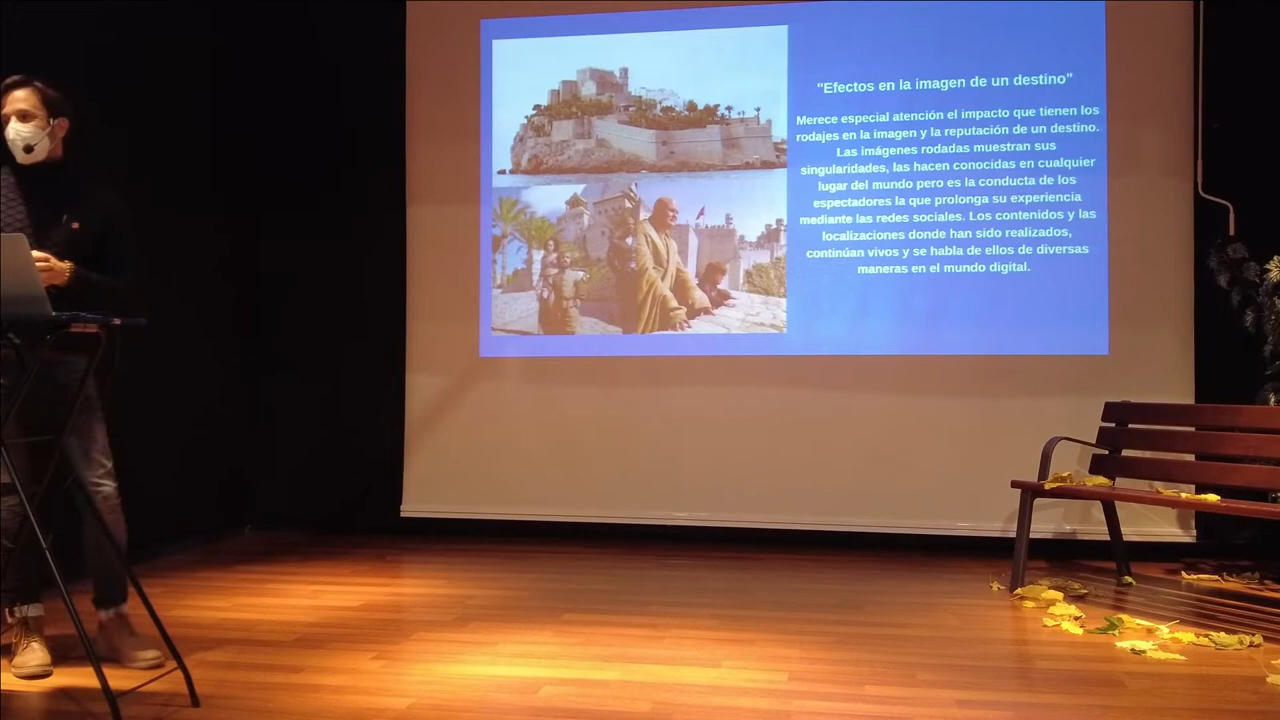 "Efectos en la imagen de un destino"
Merece especial atención el impacto que tienen los
rodajes en la imagen y la reputación de un destino.
Las imágenes rodadas muestran sus
singularidades, las hacen conocidas en cualquier
lugar del mundo pero es la conducta de los
espectadores la que prolonga su experiencia
mediante las redes sociales. Los contenidos y las
localizaciones donde han sido realizados,
continúan vivos y se habla de ellos de diversas
maneras en el mundo digital.